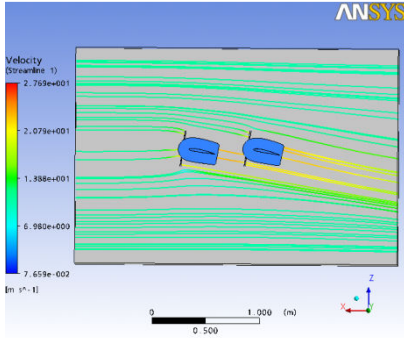 ANSYS
Velocity
(Streamline 1)
2.769e+001
2.079e+001
1.388e+001
6.980e+000
7.659e-002
[m s^-1]
0
1.000 (m)
0.500
Z
X
Y